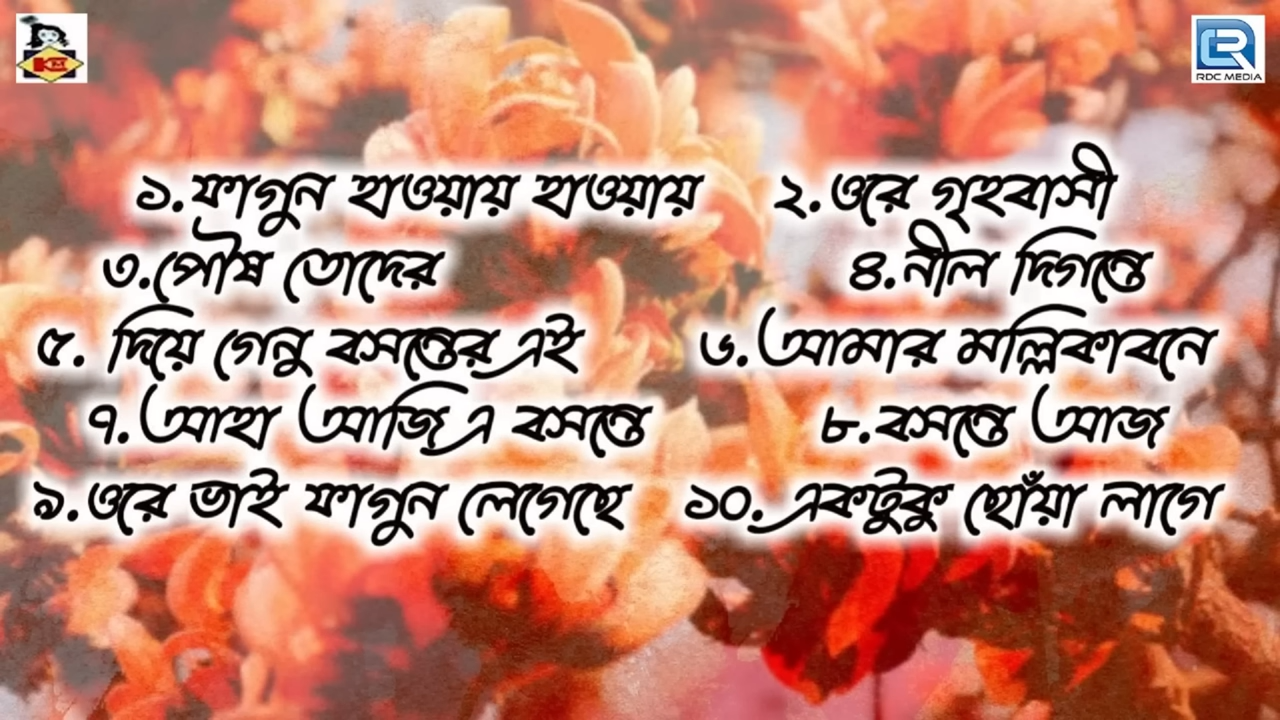 KM
RDC MEDIA
১.ফাগুন হাওয়ায় হাওয়ায় ২.ওরে গৃহবাসী
৩.পৌষ তোদের ৪.নীল দিগন্তে
৫. দিয়ে গেনু বসন্তের এই ৬.আমার মল্লিকাবনে
৭.আহা আজি এ বসন্তে ৮.বসন্তে আজ
৯.ওরে ভাই ফাগুন লেগেছে ১০.একটুকু ছোঁয়া লাগে